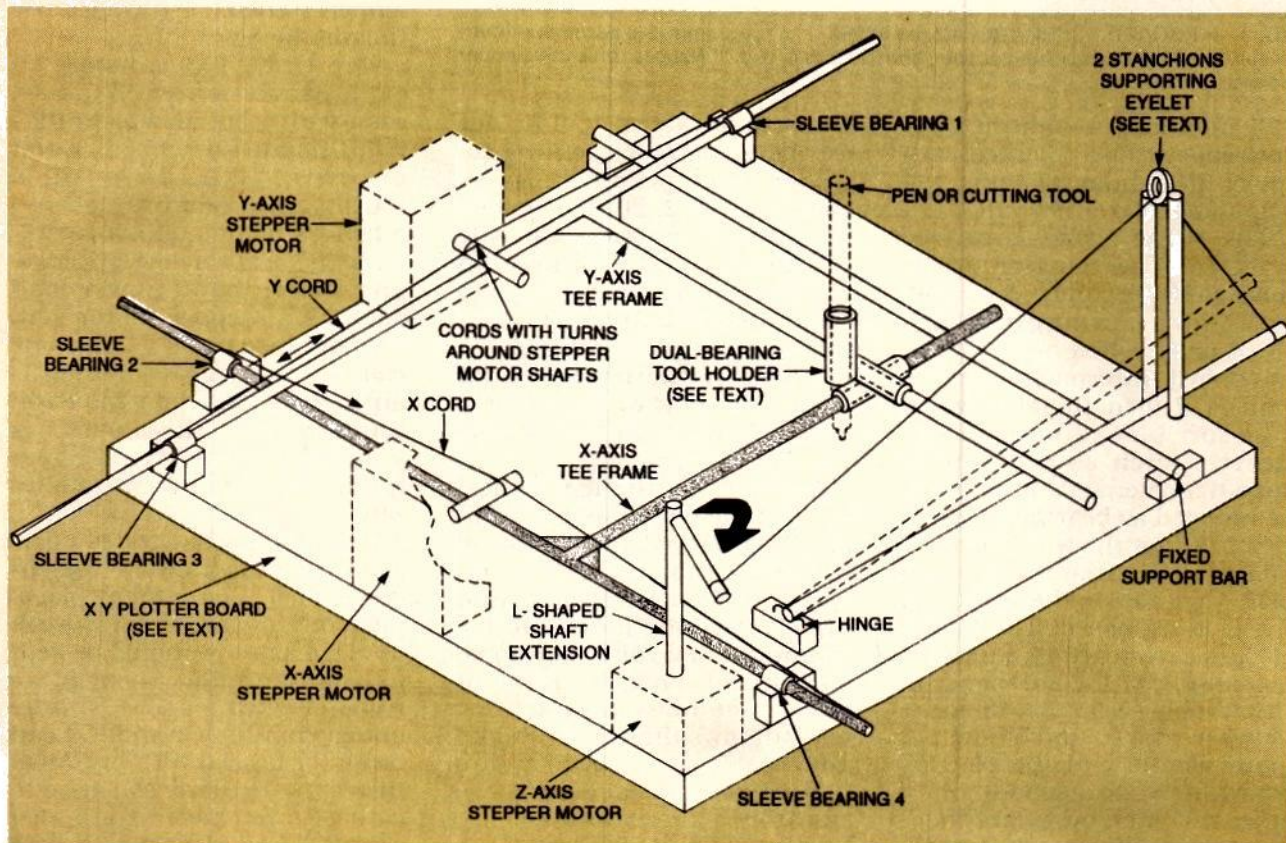 2 STANCHIONS
SUPPORTING
EYELET
(SEE TEXT)
SLEEVE BEARING 1
PEN OR CUTTING TOOL
Y-AXIS
STEPPER
MOTOR
Y-AXIS
TEE FRAME
Y CORD
CORDS WITH TURNS
AROUND STEPPER
MOTOR SHAFTS
DUAL-BEARING
TOOL HOLDER
(SEE TEXT)
SLEEVE
BEARING 2
X CORD
X-AXIS
TEE FRAME
SLEEVE BEARING 3
FIXED
SUPPORT BAR
X Y PLOTTER BOARD
(SEE TEXT)
L- SHAPED
SHAFT
EXTENSION
HINGE
X-AXIS
STEPPER MOTOR
Z-AXIS
STEPPER MOTOR
SLEEVE BEARING 4